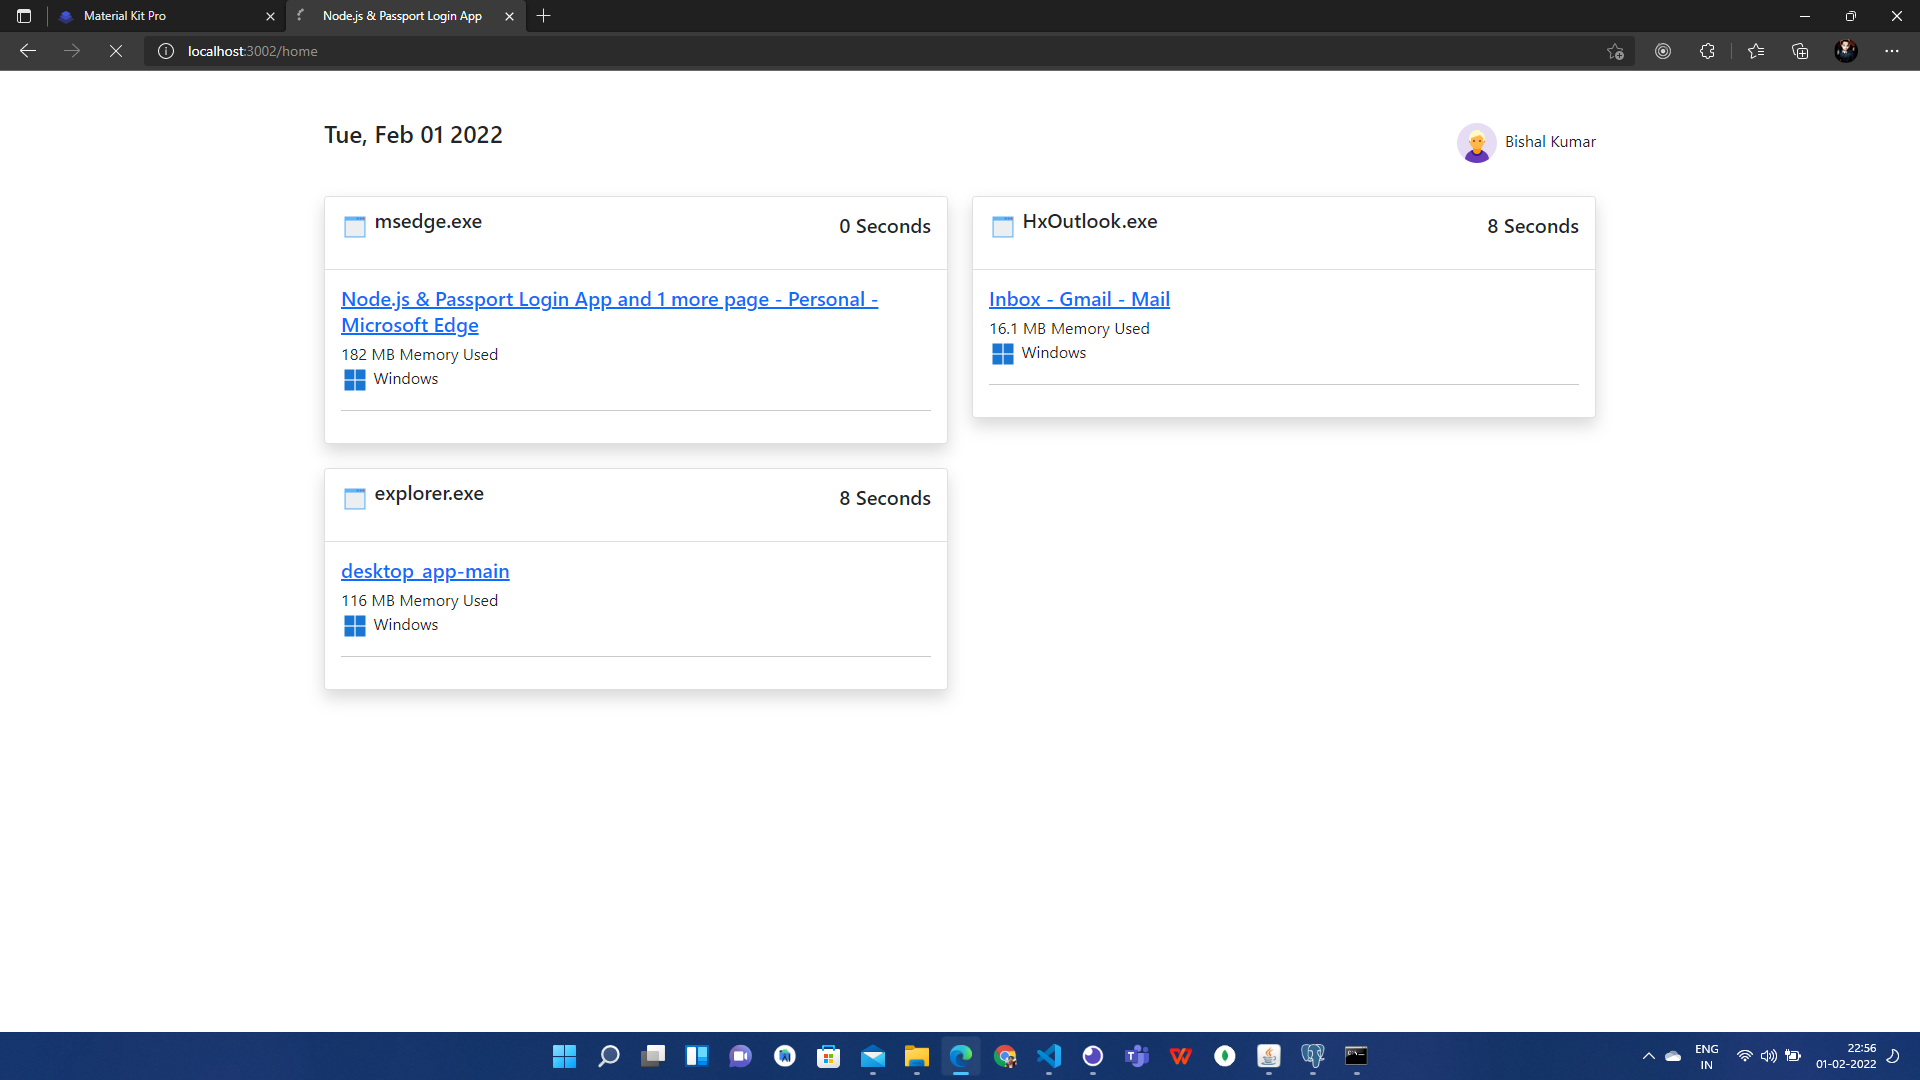 Material Kit Pro
Node.js & Passport Login App
localhost:3002/home
Tue, Feb 01 2022
Bishal Kumar
msedge.exe
0 Seconds
Node.js & Passport Login App and 1 more page - Personal -
Microsoft Edge
182 MB Memory Used
Windows
HxOutlook.exe
8 Seconds
Inbox - Gmail - Mail
16.1 MB Memory Used
Windows
explorer.exe
8 Seconds
desktop_app-main
116 MB Memory Used
Windows
ENG
IN
22:56
01-02-2022